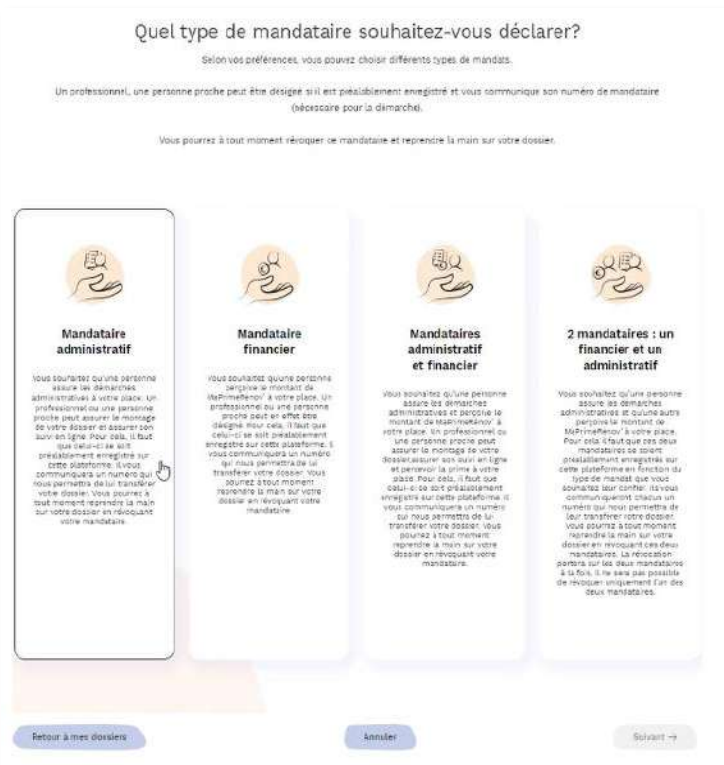 Quel type de mandataire souhaitez-vous déclarer?
Selon vos préférences, vous pouvez choisir différents types de mandats.
Un professionnel, une personne proche peut être désigné si il est préalablement enregistré et vous communique son numéro de mandataire
(nécessaire pour la démarche).
Vous pourrez à tout moment révoquer ce mandataire et reprendre la main sur votre dossier.
Mandataire
administratif
Vous souhaitez qu'une personne
assure les démarches
administratives à votre place. Un
professionnel ou une personne
proche peut assurer le montage
de votre dossier et assurer son
suivi en ligne. Pour cela, il faut
que celui-ci se soit
préalablement enregistré sur
cette plateforme. Il vous
communiquera un numéro qui
nous permettra de lui transférer
votre dossier. Vous pourrez à
tout moment reprendre la main
sur votre dossier en révoquant
votre mandataire.
Mandataire
financier
Vous souhaitez qu'une personne
perçoive le montant de
MaPrimeRénov' à votre place. Un
professionnel ou une personne
proche peut en effet être
désigné. Pour cela, il faut que
celui-ci se soit préalablement
enregistré sur cette plateforme. Il
vous communiquera un numéro
qui nous permettra de lui
transférer votre dossier. Vous
pourrez à tout moment
reprendre la main sur votre
dossier en révoquant votre
mandataire.
Mandataires
administratif
et financier
Vous souhaitez qu'une personne
assure les démarches
administratives et perçoive le
montant de MaPrimeRénov' à
votre place. Un professionnel ou
une personne proche peut
assurer le montage de votre
dossier, assurer son suivi en ligne
et percevoir la prime à votre
place. Pour cela, il faut que
celui-ci se soit préalablement
enregistré sur cette plateforme. Il
vous communiquera un numéro
qui nous permettra de lui
transférer votre dossier. Vous
pourrez à tout moment
reprendre la main sur votre
dossier en révoquant votre
mandataire.
2 mandataires : un
financier et un
administratif
Vous souhaitez qu'une personne
assure les démarches
administratives et qu'une autre
perçoive le montant de
MaPrimeRénov' à votre place.
Pour cela il faut que ces deux
mandataires se soient
préalablement enregistrés sur
cette plateforme en fonction du
type de mandat que vous
souhaitez leur confier. Ils vous
communiqueront chacun un
numéro qui nous permettra de
leur transférer votre dossier.
Vous pourrez à tout moment
reprendre la main sur votre
dossier en révoquant ces deux
mandataires. La révocation
portera sur les deux mandataires
à la fois, il ne sera pas possible
de révoquer uniquement l'un des
deux mandataires.
Retour à mes dossiers
Annuler
Suivant →